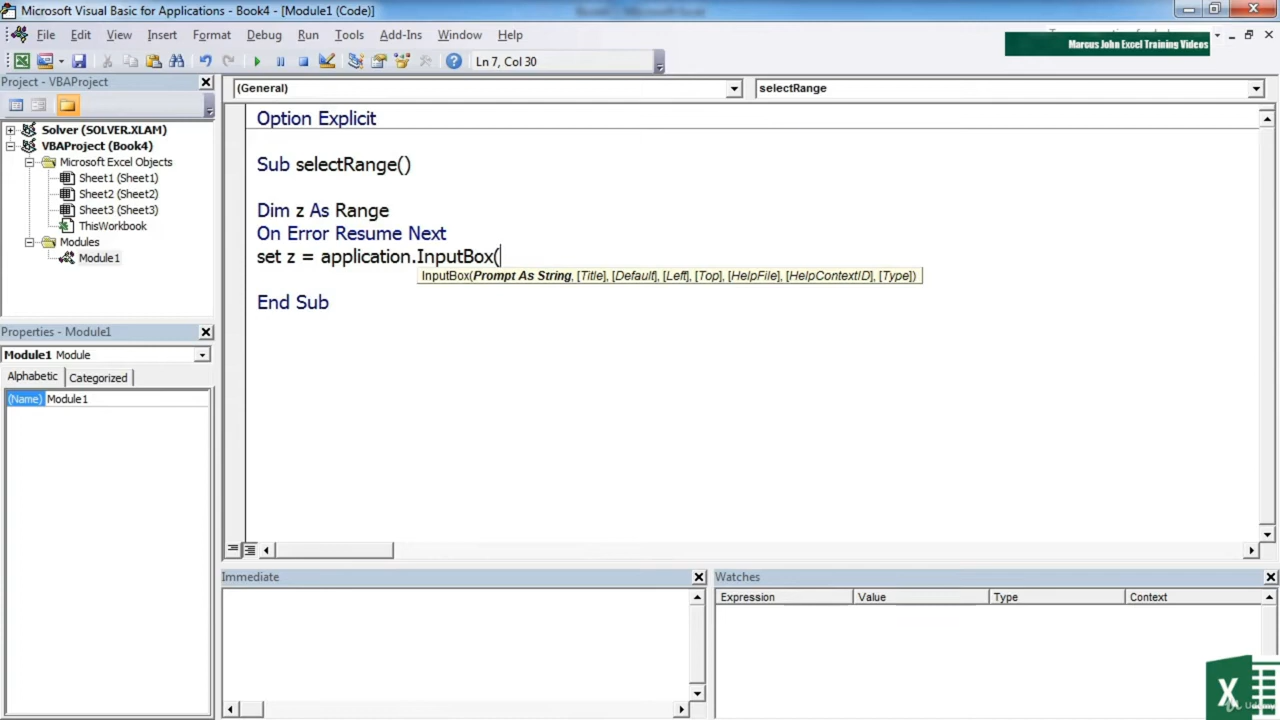 Microsoft Visual Basic for Applications - Book4 - [Module1 (Code)]
File Edit View Insert Format Debug Run Tools Add-Ins Window Help
Marcus John Excel Training Videos
Ln 7, Col 30
Project - VBAProject
(General)
selectRange
Solver (SOLVER.XLAM)
VBAProject (Book4)
Microsoft Excel Objects
Sheet1 (Sheet1)
Sheet2 (Sheet2)
Sheet3 (Sheet3)
ThisWorkbook
Modules
Module1
Option Explicit
Sub selectRange()
Dim z As Range
On Error Resume Next
set z = application.InputBox(
InputBox(Prompt As String, [Title], [Default], [Left], [Top], [HelpFile], [HelpContextID], [Type])
End Sub
Properties - Module1
Module1 Module
Alphabetic Categorized
(Name) Module1
Immediate
Watches
Expression Value Type Context
X
Udemy